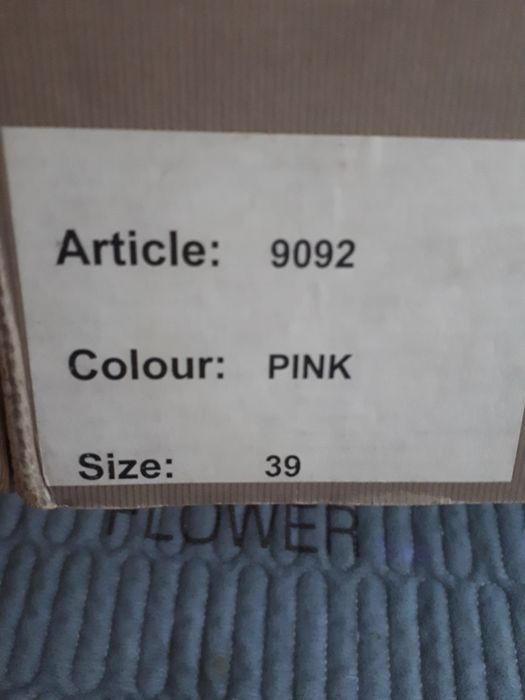 Article: 9092
Colour: PINK
Size: 39
FLOWER